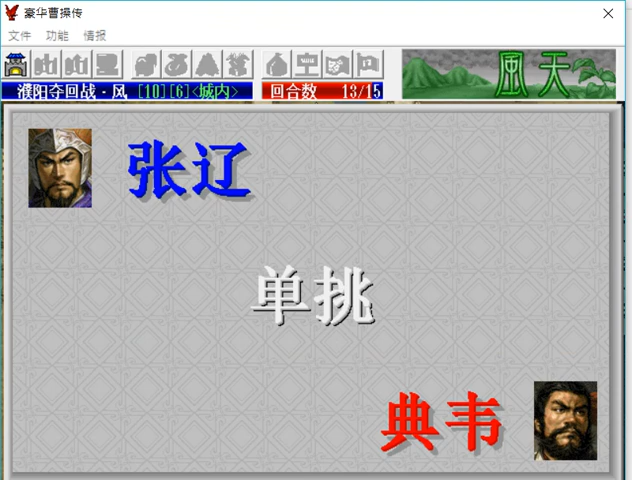 豪华曹操传
文件 功能 情报
風天
濮阳夺回战·风 [10][6]<城内> 回合数 13/15
张辽
单挑
典韦